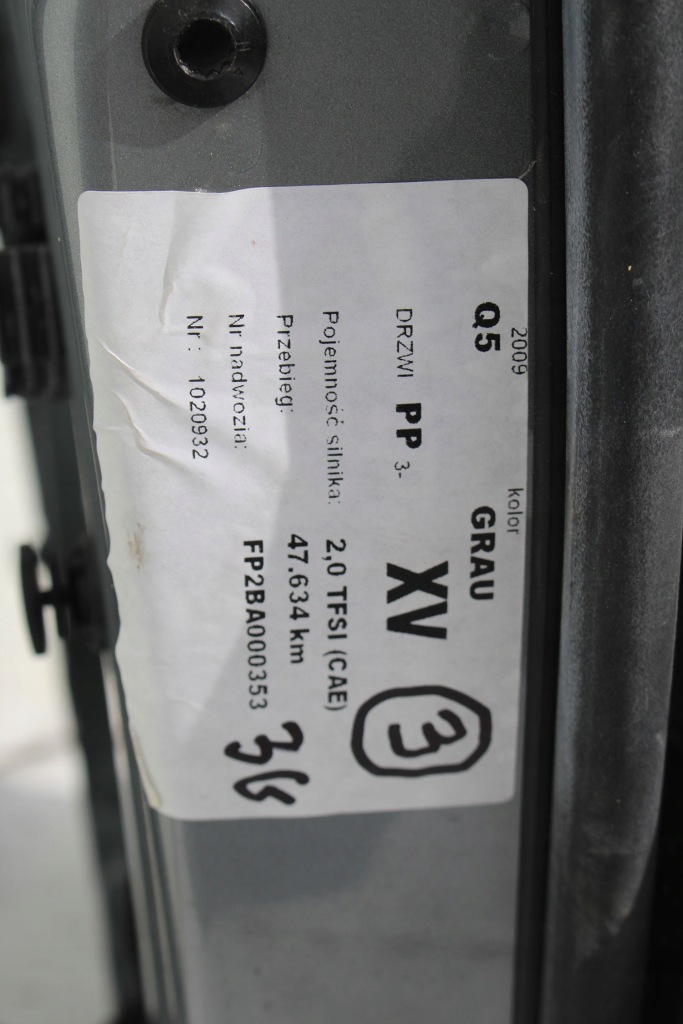 2009 kolor
Q5 GRAU
DRZWI PP 3- XV 3
Pojemność silnika: 2,0 TFSI (CAE)
Przebieg: 47.634 km
Nr nadwozia: FP2BA000353
Nr: 1020932